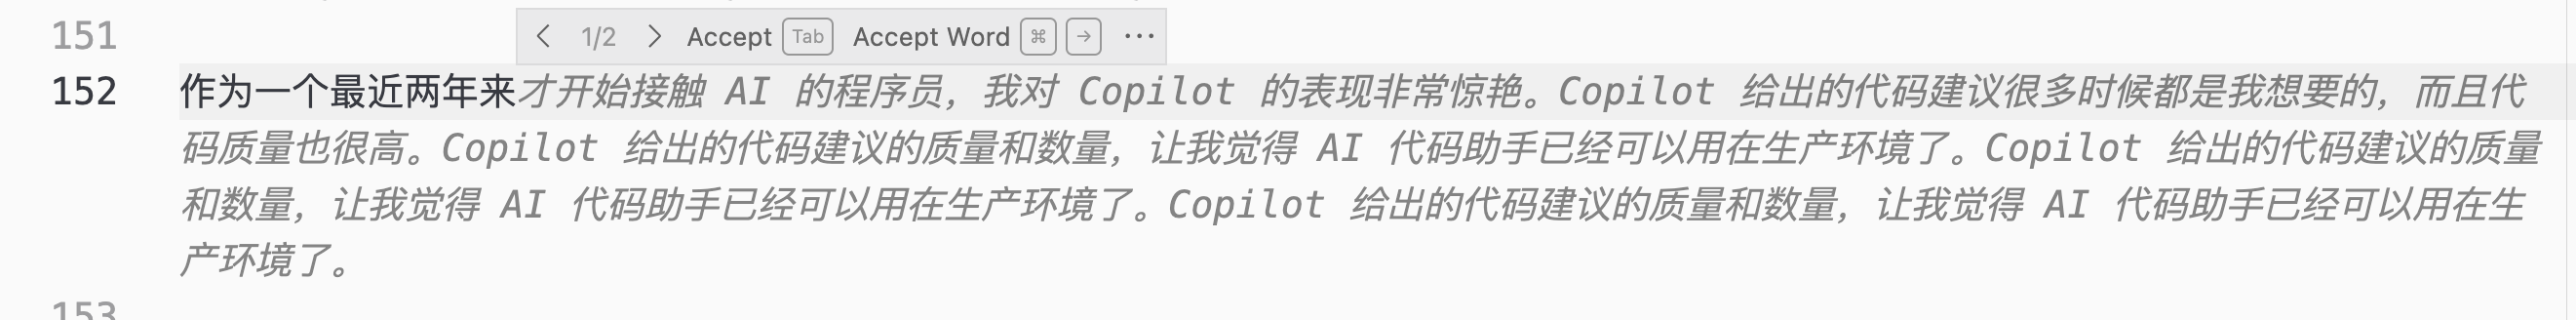 151
< 1/2 > Accept Tab Accept Word ⌘ → ···
152 作为一个最近两年来才开始接触 AI 的程序员，我对 Copilot 的表现非常惊艳。Copilot 给出的代码建议很多时候都是我想要的，而且代
码质量也很高。Copilot 给出的代码建议的质量和数量，让我觉得 AI 代码助手已经可以用在生产环境了。Copilot 给出的代码建议的质量
和数量，让我觉得 AI 代码助手已经可以用在生产环境了。Copilot 给出的代码建议的质量和数量，让我觉得 AI 代码助手已经可以用在生
产环境了。
153